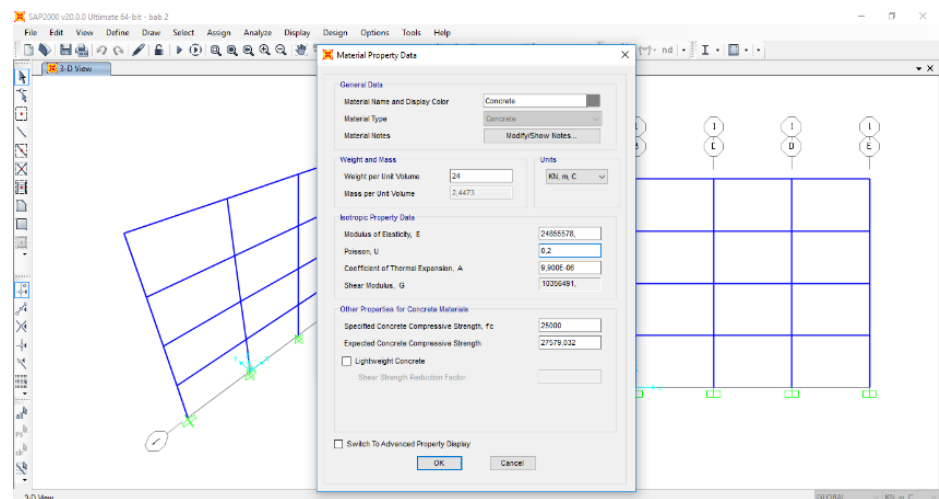 SAP2000 v20.0.0 Ultimate 64-bit - bab 2
File Edit View Define Draw Select Assign Analyze Display Design Options Tools Help
nd
3-D View
Material Property Data
General Data
Material Name and Display Color Concrete
Material Type Concrete
Material Notes Modify/Show Notes...
Weight and Mass
Units
Weight per Unit Volume 24
KN, m, C
Mass per Unit Volume 2,4473
Isotropic Property Data
Modulus of Elasticity, E 24855578,
Poisson, U 0,2
Coefficient of Thermal Expansion, A 9,900E-06
Shear Modulus, G 10356491,
Other Properties for Concrete Materials
Specified Concrete Compressive Strength, f'c 25000
Expected Concrete Compressive Strength 27579,032
Lightweight Concrete
Shear Strength Reduction Factor
Switch To Advanced Property Display
OK Cancel
C D E
3-D View
GLOBAL KN, m, C